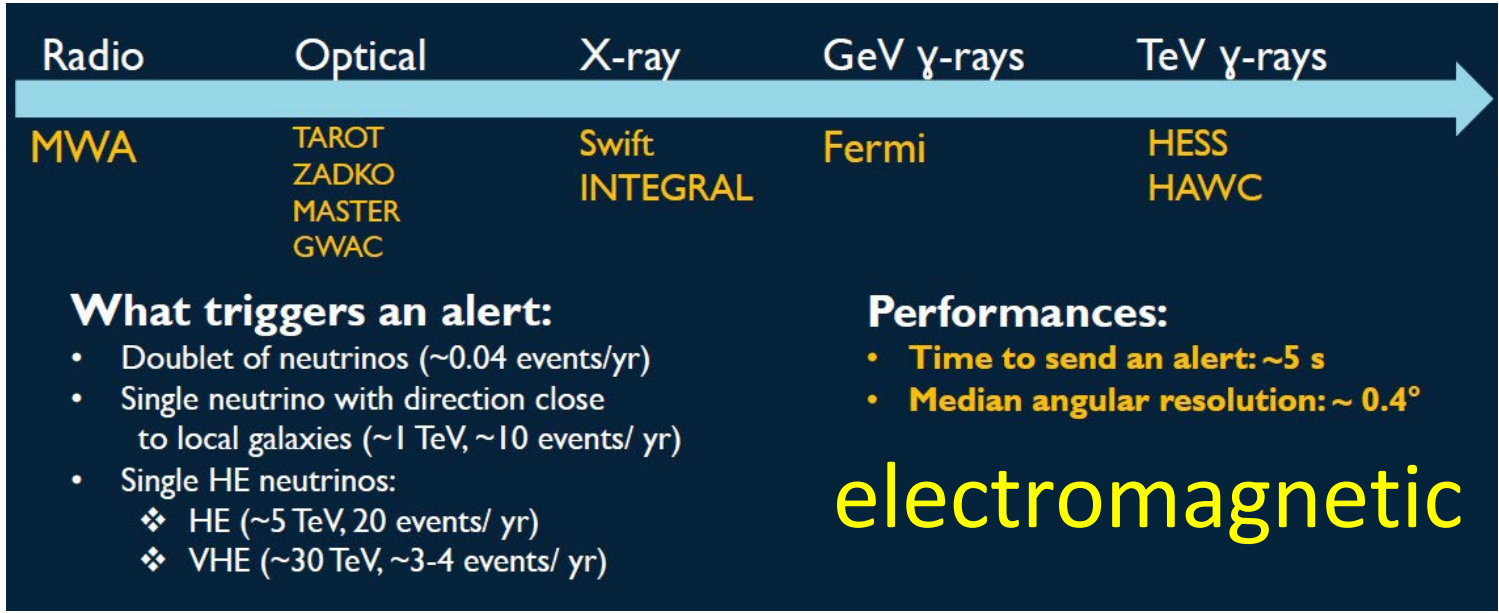 Radio Optical X-ray GeV γ-rays TeV γ-rays
MWA
TAROT
ZADKO
MASTER
GWAC
Swift
INTEGRAL
Fermi
HESS
HAWC
What triggers an alert:
• Doublet of neutrinos (~0.04 events/yr)
• Single neutrino with direction close
to local galaxies (~1 TeV, ~10 events/ yr)
• Single HE neutrinos:
❖ HE (~5 TeV, 20 events/ yr)
❖ VHE (~30 TeV, ~3-4 events/ yr)
Performances:
• Time to send an alert: ~5 s
• Median angular resolution: ~ 0.4°
electromagnetic